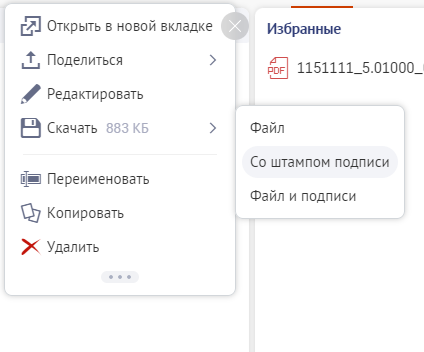 Открыть в новой вкладке
Поделиться
Редактировать
Скачать 883 КБ
Переименовать
Копировать
Удалить
Файл
Со штампом подписи
Файл и подписи
Избранные
PDF
1151111_5.01000_